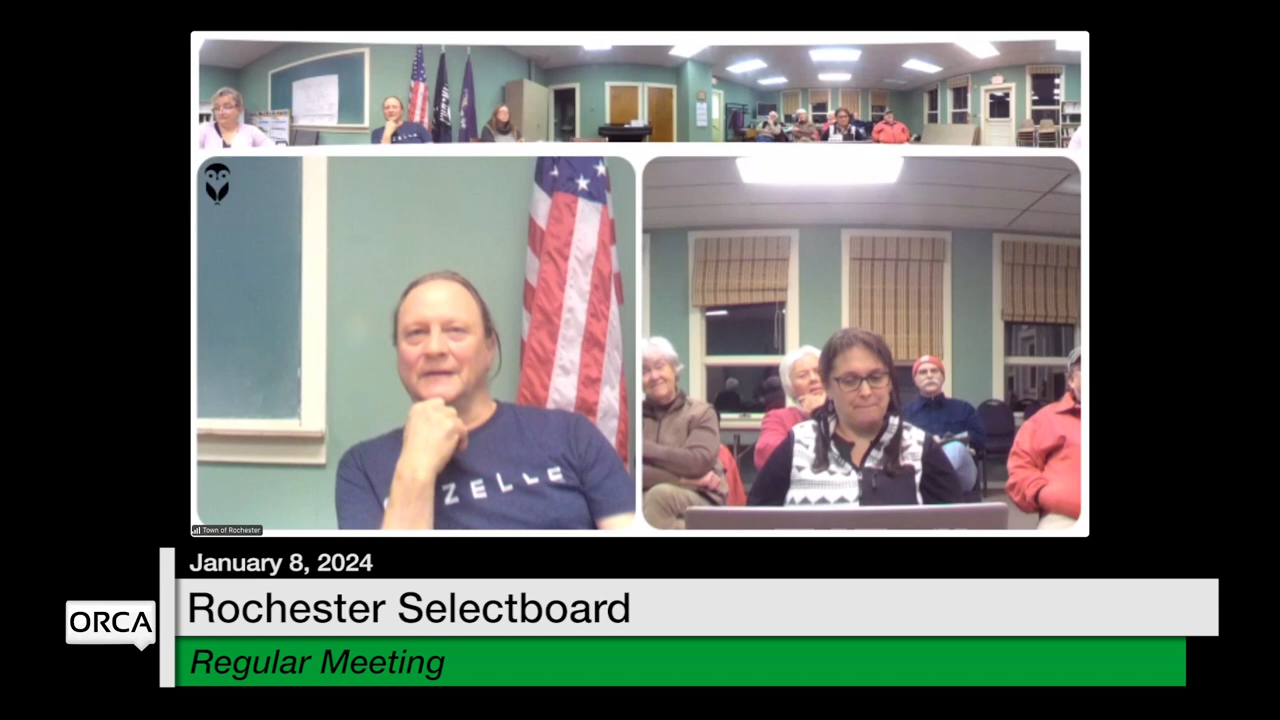 ZELLE
Town of Rochester
January 8, 2024
Rochester Selectboard
ORCA
Regular Meeting